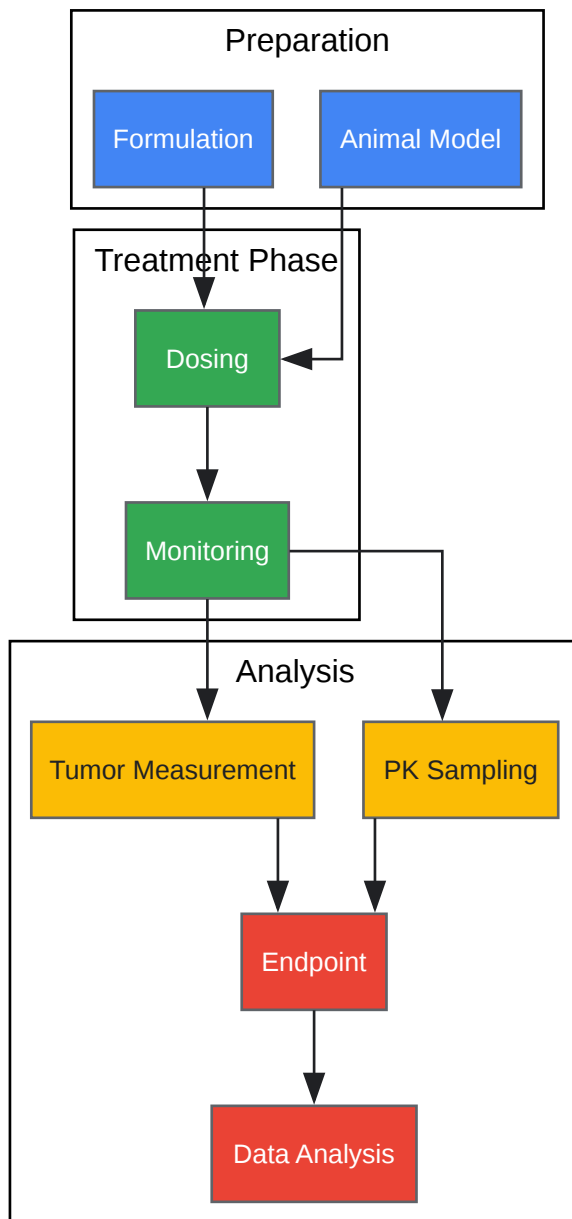 Preparation
Formulation
Animal Model
Treatment Phase
Dosing
Monitoring
Analysis
Tumor Measurement
PK Sampling
Endpoint
Data Analysis